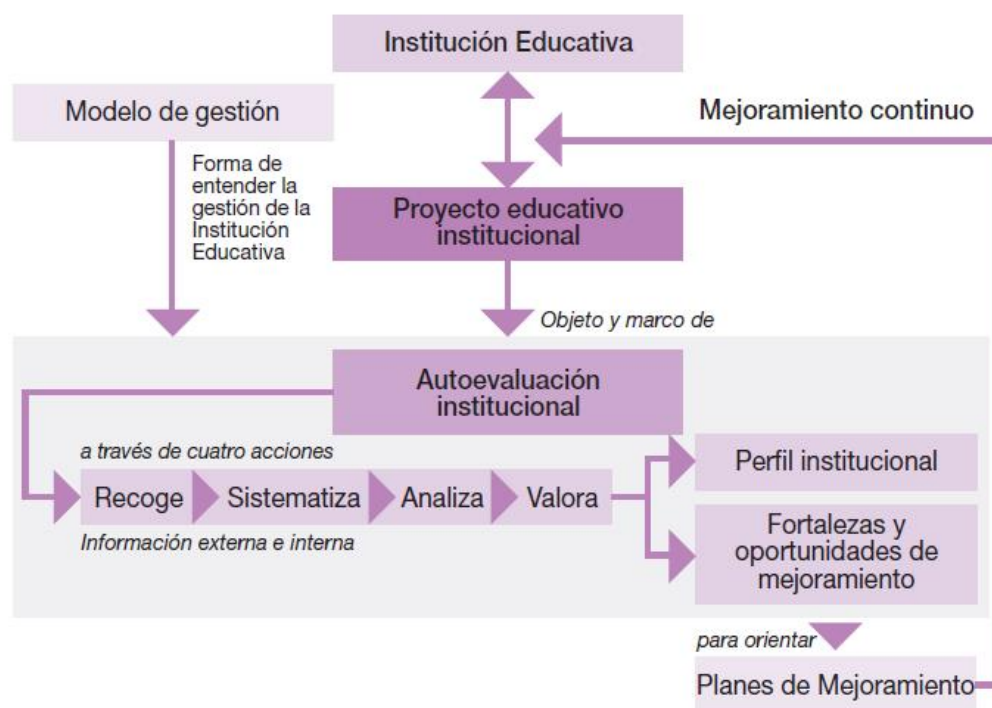 Institución Educativa
Modelo de gestión
Mejoramiento continuo
Forma de
entender la
gestión de la
Institución
Educativa
Proyecto educativo
institucional
Objeto y marco de
Autoevaluación
institucional
a través de cuatro acciones
Recoge Sistematiza Analiza Valora
Información externa e interna
Perfil institucional
Fortalezas y
oportunidades de
mejoramiento
para orientar
Planes de Mejoramiento